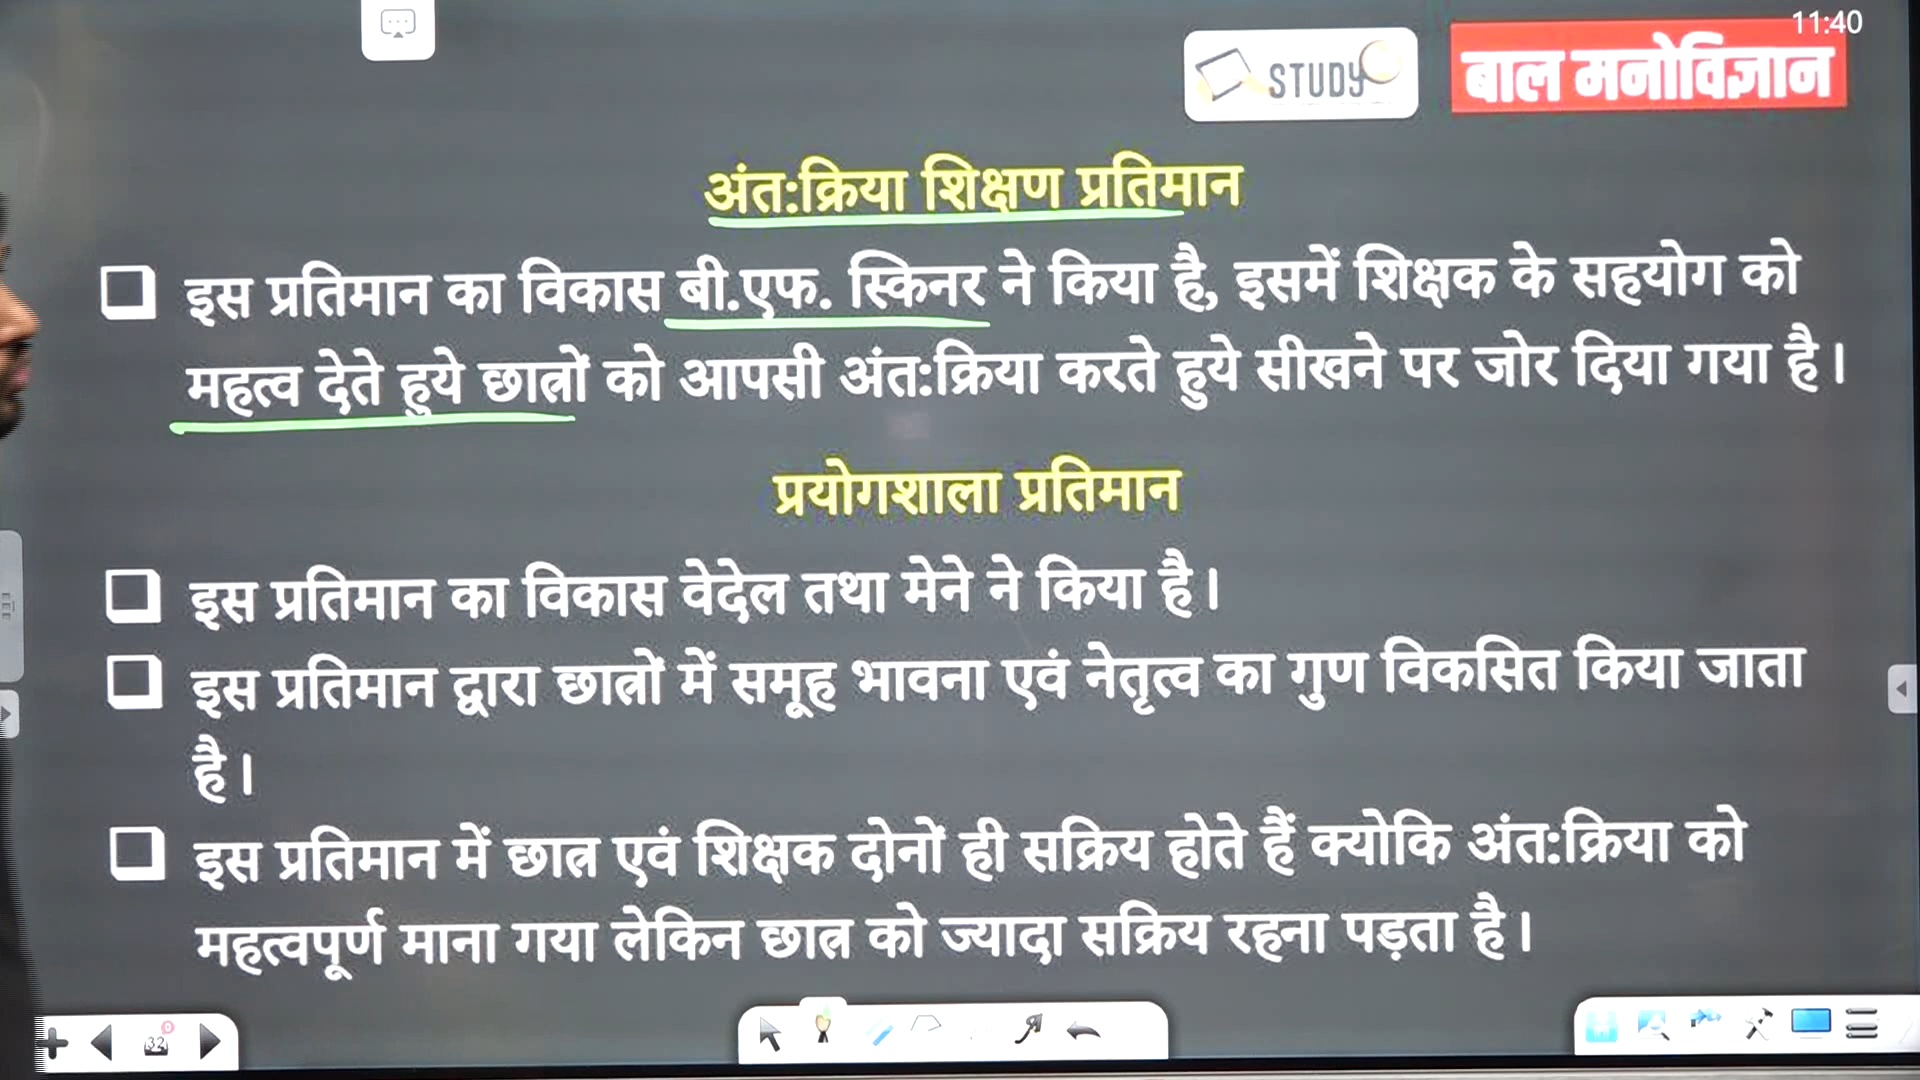 11:40
STUDY
बाल मनोविज्ञान
अंत:क्रिया शिक्षण प्रतिमान
इस प्रतिमान का विकास बी.एफ. स्किनर ने किया है, इसमें शिक्षक के सहयोग को
महत्व देते हुये छात्रों को आपसी अंत:क्रिया करते हुये सीखने पर जोर दिया गया है।
प्रयोगशाला प्रतिमान
इस प्रतिमान का विकास वेदेल तथा मेने ने किया है।
इस प्रतिमान द्वारा छात्रों में समूह भावना एवं नेतृत्व का गुण विकसित किया जाता
है।
इस प्रतिमान में छात्र एवं शिक्षक दोनों ही सक्रिय होते हैं क्योकि अंत:क्रिया को
महत्वपूर्ण माना गया लेकिन छात्र को ज्यादा सक्रिय रहना पड़ता है।
32